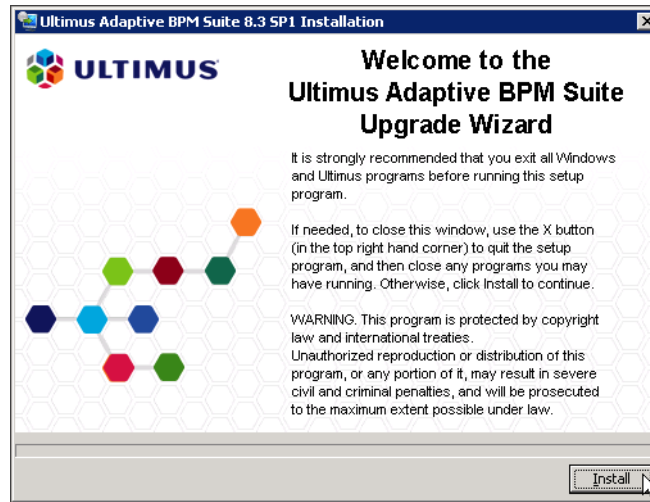 Ultimus Adaptive BPM Suite 8.3 SP1 Installation
ULTIMUS
Welcome to the
Ultimus Adaptive BPM Suite
Upgrade Wizard
It is strongly recommended that you exit all Windows
and Ultimus programs before running this setup
program.
If needed, to close this window, use the X button
(in the top right hand corner) to quit the setup
program, and then close any programs you may
have running. Otherwise, click Install to continue.
WARNING. This program is protected by copyright
law and international treaties.
Unauthorized reproduction or distribution of this
program, or any portion of it, may result in severe
civil and criminal penalties, and will be prosecuted
to the maximum extent possible under law.
Install